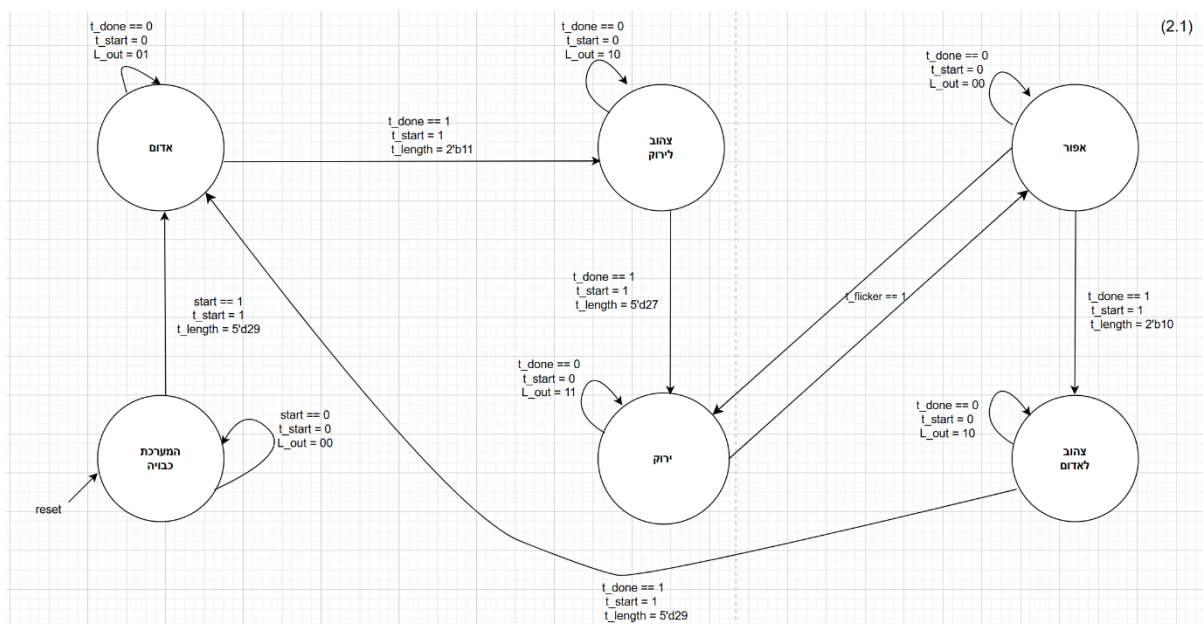 (2.1)
t_done == 0
t_start = 0
L_out = 01
אדום
t_done == 1
t_start = 1
t_length = 2'b11
t_done == 0
t_start = 0
L_out = 10
צהוב
לירוק
t_done == 0
t_start = 0
L_out = 00
אפור
start == 1
t_start = 1
t_length = 5'd29
t_done == 1
t_start = 1
t_length = 5'd27
t_flicker == 1
t_done == 1
t_start = 1
t_length = 2'b10
המערכת
כבויה
start == 0
t_start = 0
L_out = 00
reset
t_done == 0
t_start = 0
L_out = 11
ירוק
t_done == 0
t_start = 0
L_out = 10
צהוב
לאדום
t_done == 1
t_start = 1
t_length = 5'd29